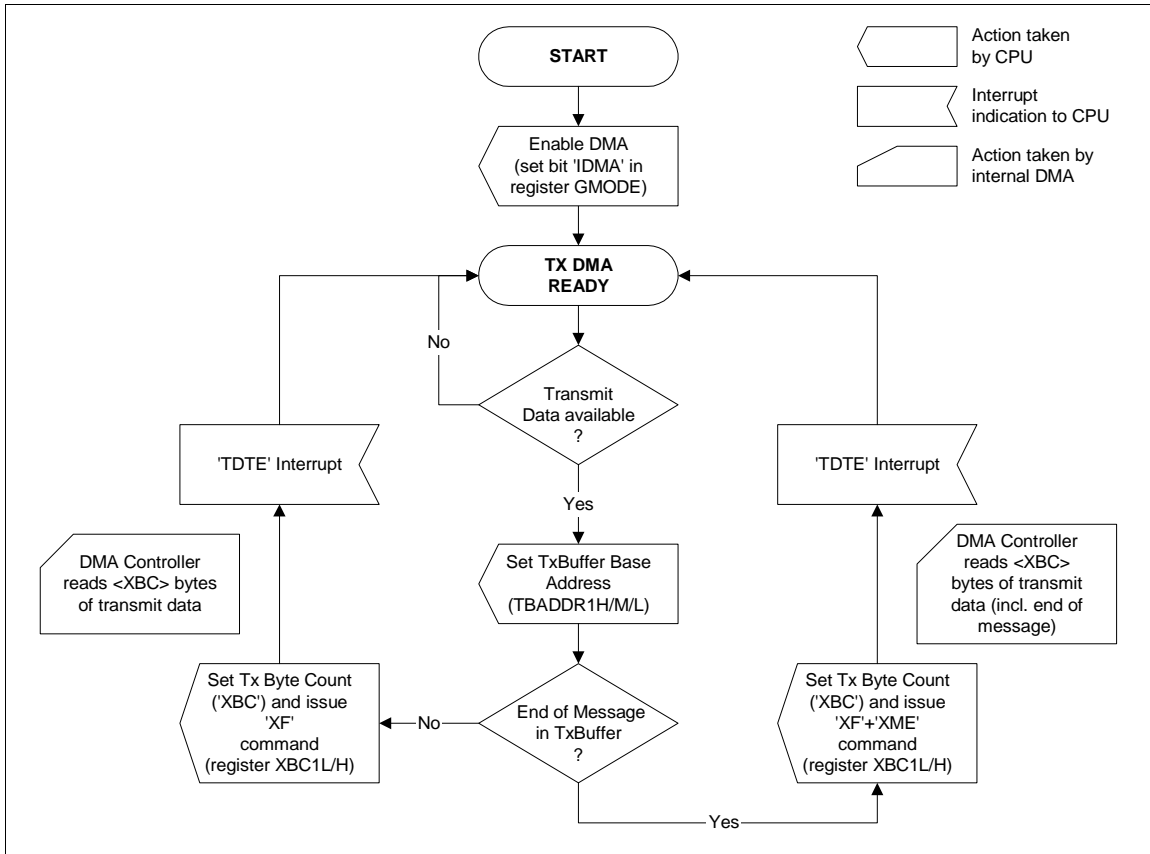 START
Action taken
by CPU
Interrupt
indication to CPU
Action taken by
internal DMA
Enable DMA
(set bit 'IDMA' in
register GMODE)
TX DMA
READY
No
Transmit
Data available
?
'TDTE' Interrupt
'TDTE' Interrupt
Yes
DMA Controller
reads <XBC> bytes
of transmit data
Set TxBuffer Base
Address
(TBADDR1H/M/L)
DMA Controller
reads <XBC>
bytes of transmit
data (incl. end of
message)
Set Tx Byte Count
('XBC') and issue
'XF'
command
(register XBC1L/H)
No
End of Message
in TxBuffer
?
Set Tx Byte Count
('XBC') and issue
'XF'+'XME'
command
(register XBC1L/H)
Yes